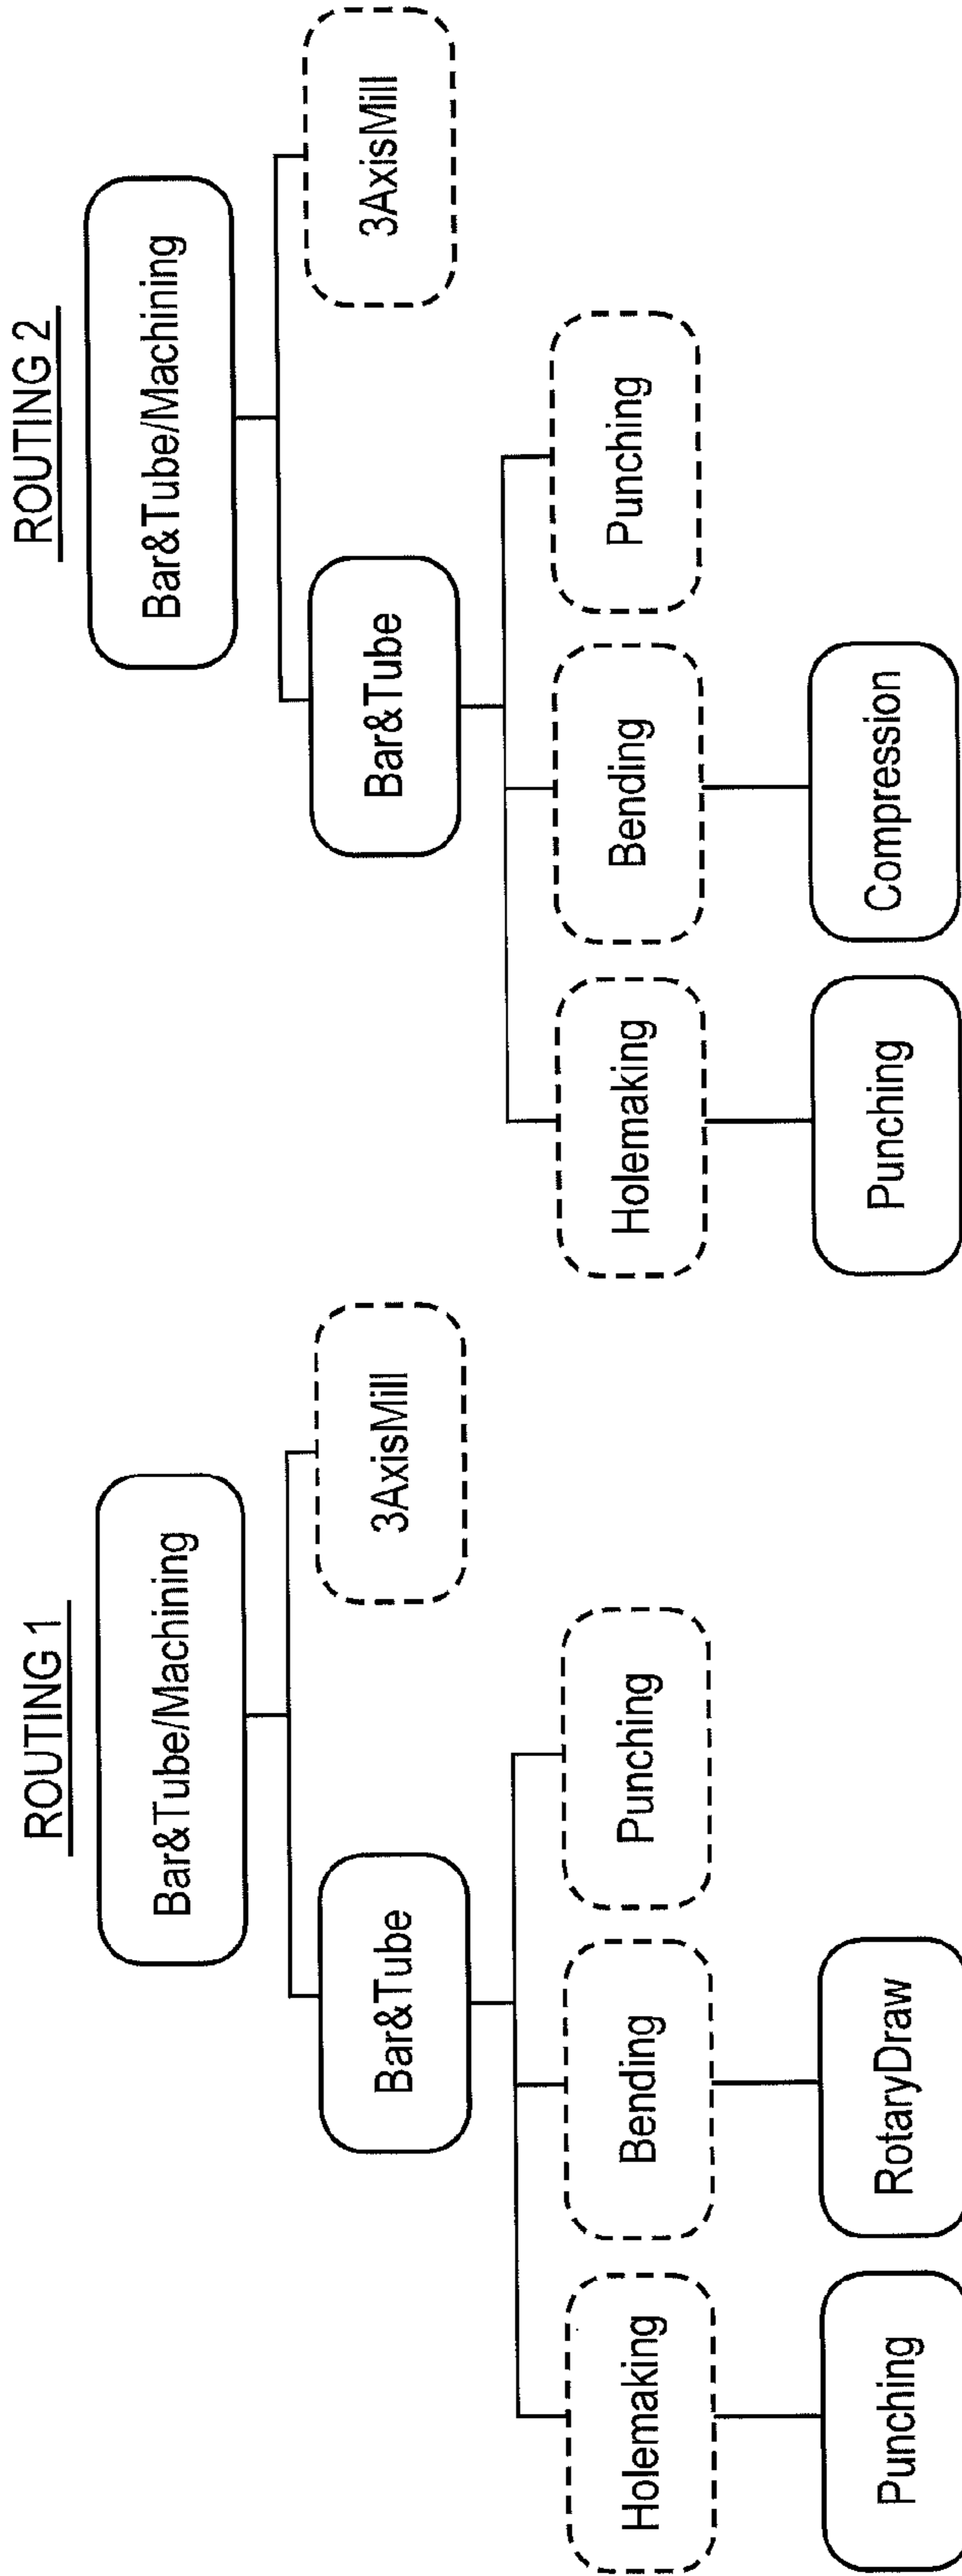 ROUTING 1
Bar&Tube/Machining
Bar&Tube
3AxisMill
Holemaking
Bending
Punching
Punching
RotaryDraw
ROUTING 2
Bar&Tube/Machining
Bar&Tube
3AxisMill
Holemaking
Bending
Punching
Punching
Compression